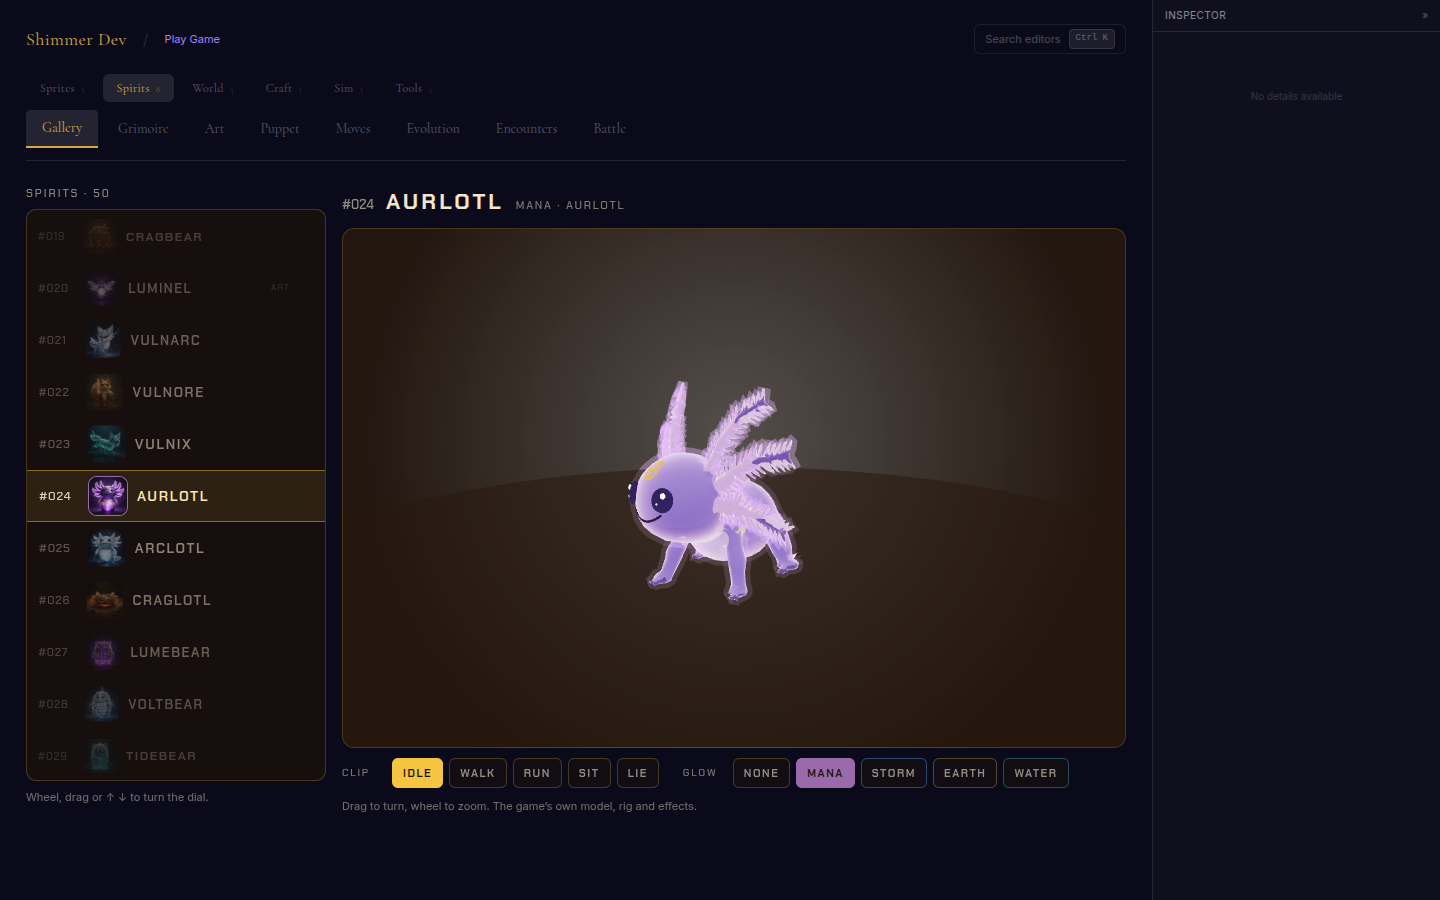 Shimmer Dev / Play Game
Search editors Ctrl K
INSPECTOR »
No details available
Sprites Spirits 8 World Craft Sim Tools
Gallery Grimoire Art Puppet Moves Evolution Encounters Battle
SPIRITS · 50
#019 CRAGBEAR
#020 LUMINEL ART
#021 VULNARC
#022 VULNORE
#023 VULNIX
#024 AURLOTL
#025 ARCLOTL
#026 CRAGLOTL
#027 LUMEBEAR
#028 VOLTBEAR
#029 TIDEBEAR
Wheel, drag or ↑ ↓ to turn the dial.
#024 AURLOTL MANA · AURLOTL
CLIP IDLE WALK RUN SIT LIE GLOW NONE MANA STORM EARTH WATER
Drag to turn, wheel to zoom. The game's own model, rig and effects.